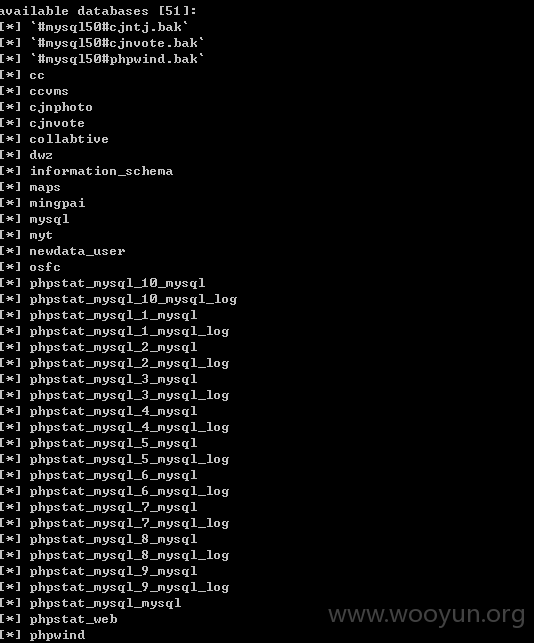 available databases [51]:
[*] `#mysql50#cjntj.bak`
[*] `#mysql50#cjnvote.bak`
[*] `#mysql50#phpwind.bak`
[*] cc
[*] ccvms
[*] cjnphoto
[*] cjnvote
[*] collabtive
[*] dwz
[*] information_schema
[*] maps
[*] mingpai
[*] mysql
[*] myt
[*] newdata_user
[*] osfc
[*] phpstat_mysql_10_mysql
[*] phpstat_mysql_10_mysql_log
[*] phpstat_mysql_1_mysql
[*] phpstat_mysql_1_mysql_log
[*] phpstat_mysql_2_mysql
[*] phpstat_mysql_2_mysql_log
[*] phpstat_mysql_3_mysql
[*] phpstat_mysql_3_mysql_log
[*] phpstat_mysql_4_mysql
[*] phpstat_mysql_4_mysql_log
[*] phpstat_mysql_5_mysql
[*] phpstat_mysql_5_mysql_log
[*] phpstat_mysql_6_mysql
[*] phpstat_mysql_6_mysql_log
[*] phpstat_mysql_7_mysql
[*] phpstat_mysql_7_mysql_log
[*] phpstat_mysql_8_mysql
[*] phpstat_mysql_8_mysql_log
[*] phpstat_mysql_9_mysql
[*] phpstat_mysql_9_mysql_log
[*] phpstat_mysql_mysql
[*] phpstat_web
[*] phpwind
www.wooyun.org